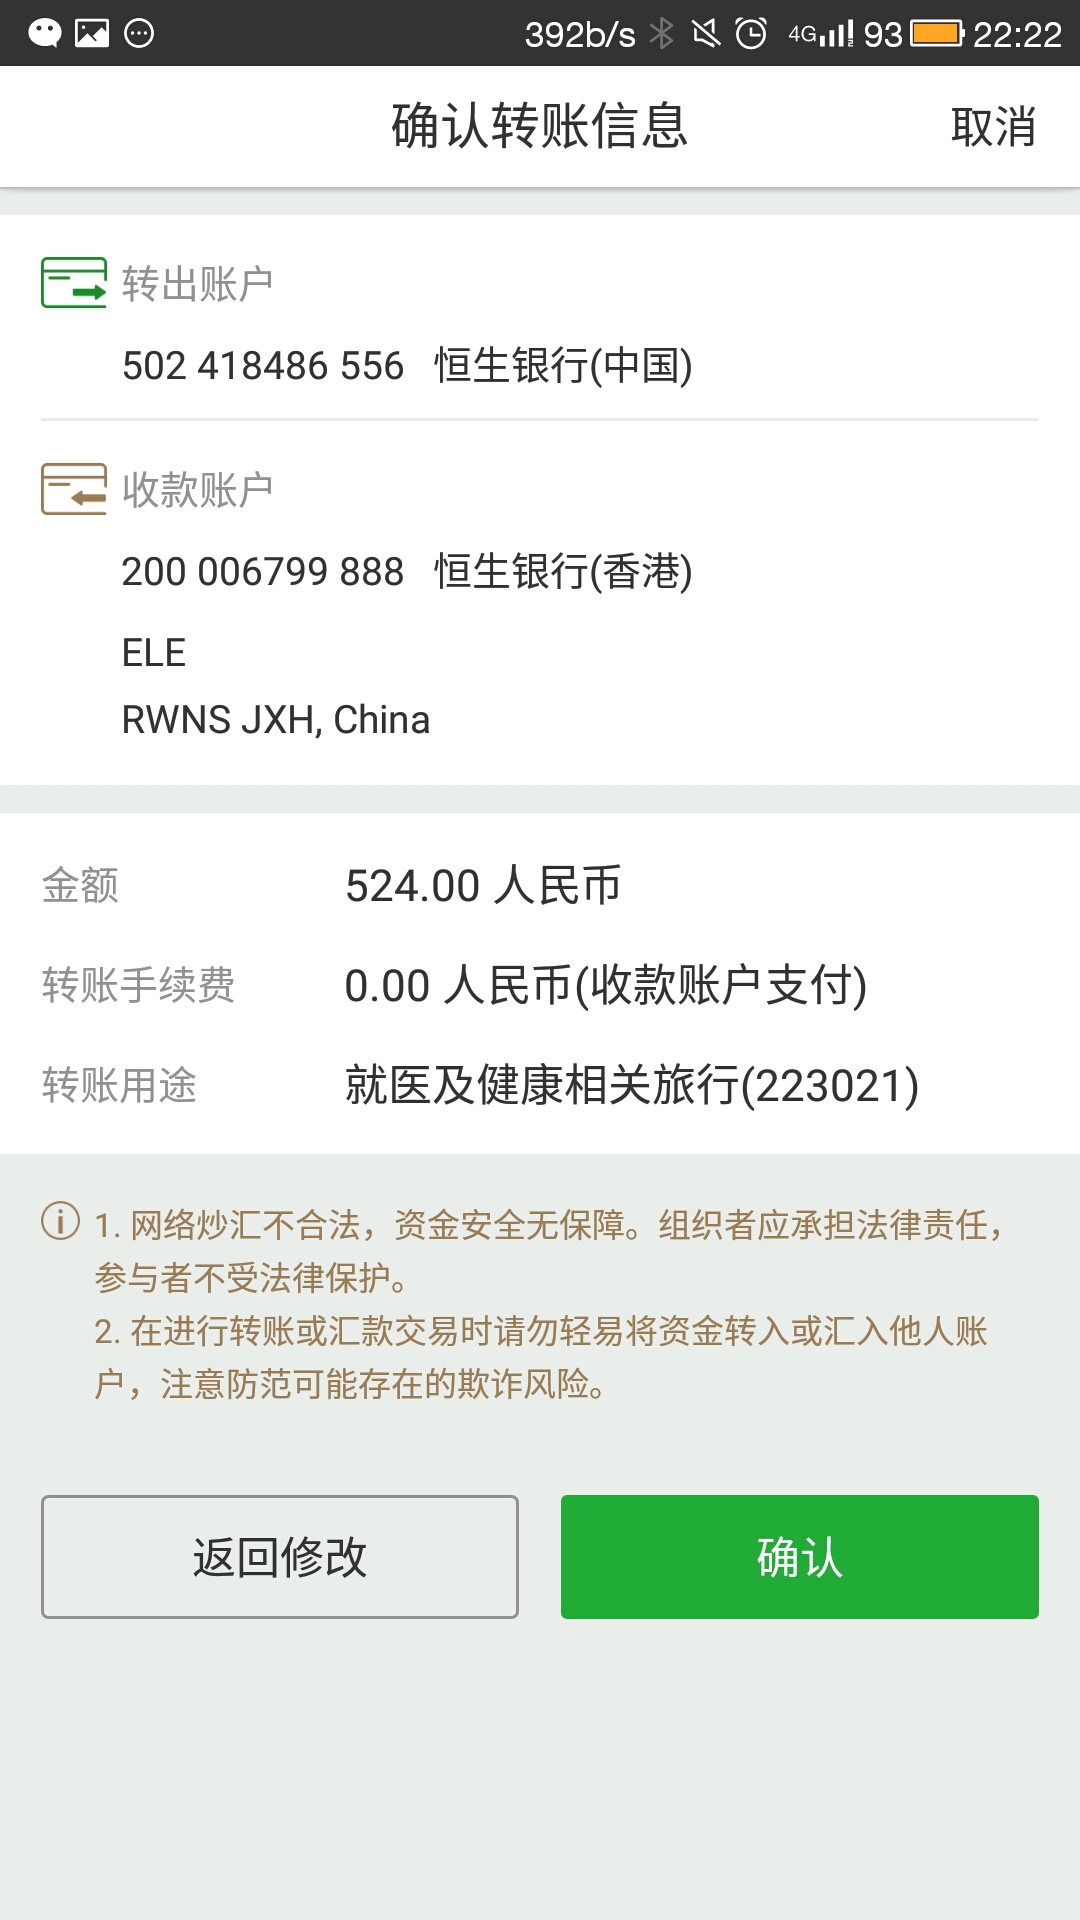 392b/s 4G 93 22:22
确认转账信息 取消
转出账户
502 418486 556 恒生银行(中国)
收款账户
200 006799 888 恒生银行(香港)
ELE
RWNS JXH, China
金额 524.00 人民币
转账手续费 0.00 人民币(收款账户支付)
转账用途 就医及健康相关旅行(223021)
1. 网络炒汇不合法，资金安全无保障。组织者应承担法律责任，
参与者不受法律保护。
2. 在进行转账或汇款交易时请勿轻易将资金转入或汇入他人账
户，注意防范可能存在的欺诈风险。
返回修改 确认